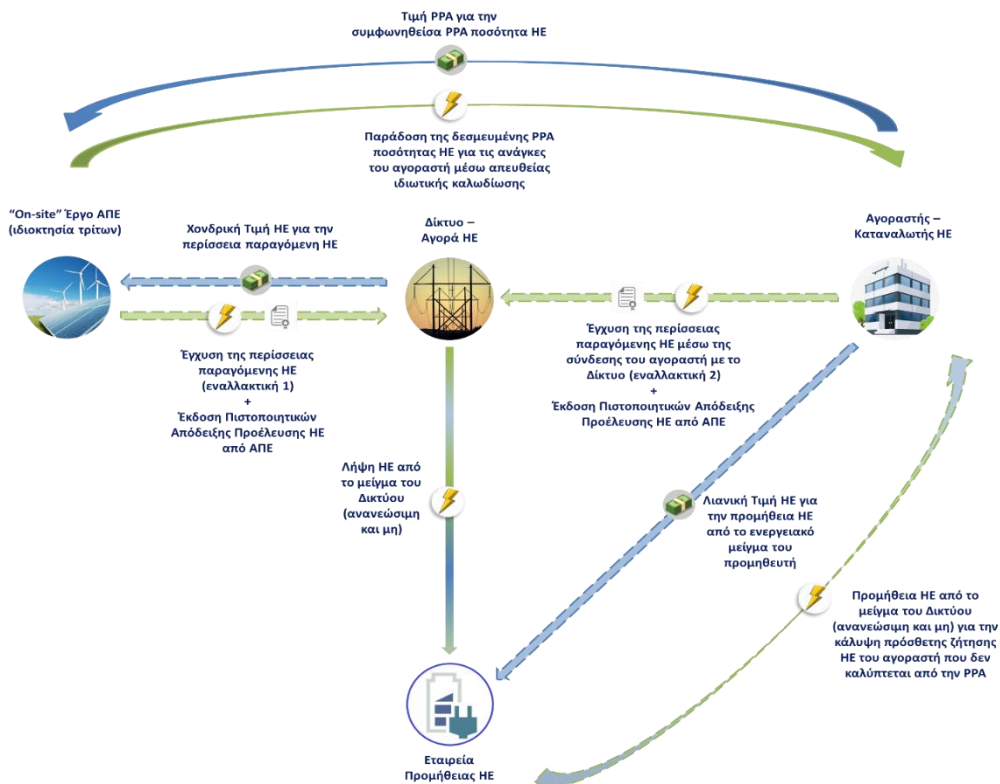 Τιμή PPA για την
συμφωνηθείσα PPA ποσότητα ΗΕ
Παράδοση της δεσμευμένης PPA
ποσότητας ΗΕ για τις ανάγκες
του αγοραστή μέσω απευθείας
ιδιωτικής καλωδίωσης
“On-site” Έργο ΑΠΕ
(ιδιοκτησία τρίτων)
Χονδρική Τιμή ΗΕ για την
περίσσεια παραγόμενη ΗΕ
Δίκτυο –
Αγορά ΗΕ
Αγοραστής –
Καταναλωτής ΗΕ
Έγχυση της περίσσειας
παραγόμενης ΗΕ
(εναλλακτική 1)
+
Έκδοση Πιστοποιητικών
Απόδειξης Προέλευσης ΗΕ
από ΑΠΕ
Έγχυση της περίσσειας
παραγόμενης ΗΕ μέσω της
σύνδεσης του αγοραστή με το
Δίκτυο (εναλλακτική 2)
+
Έκδοση Πιστοποιητικών Απόδειξης
Προέλευσης ΗΕ από ΑΠΕ
Λήψη ΗΕ από
το μείγμα του
Δικτύου
(ανανεώσιμη
και μη)
Λιανική Τιμή ΗΕ για
την προμήθεια ΗΕ
από το ενεργειακό
μείγμα του
προμηθευτή
Προμήθεια ΗΕ από το
μείγμα του Δικτύου
(ανανεώσιμη και μη) για την
κάλυψη πρόσθετης ζήτησης
ΗΕ του αγοραστή που δεν
καλύπτεται από την PPA
Εταιρεία
Προμήθειας ΗΕ